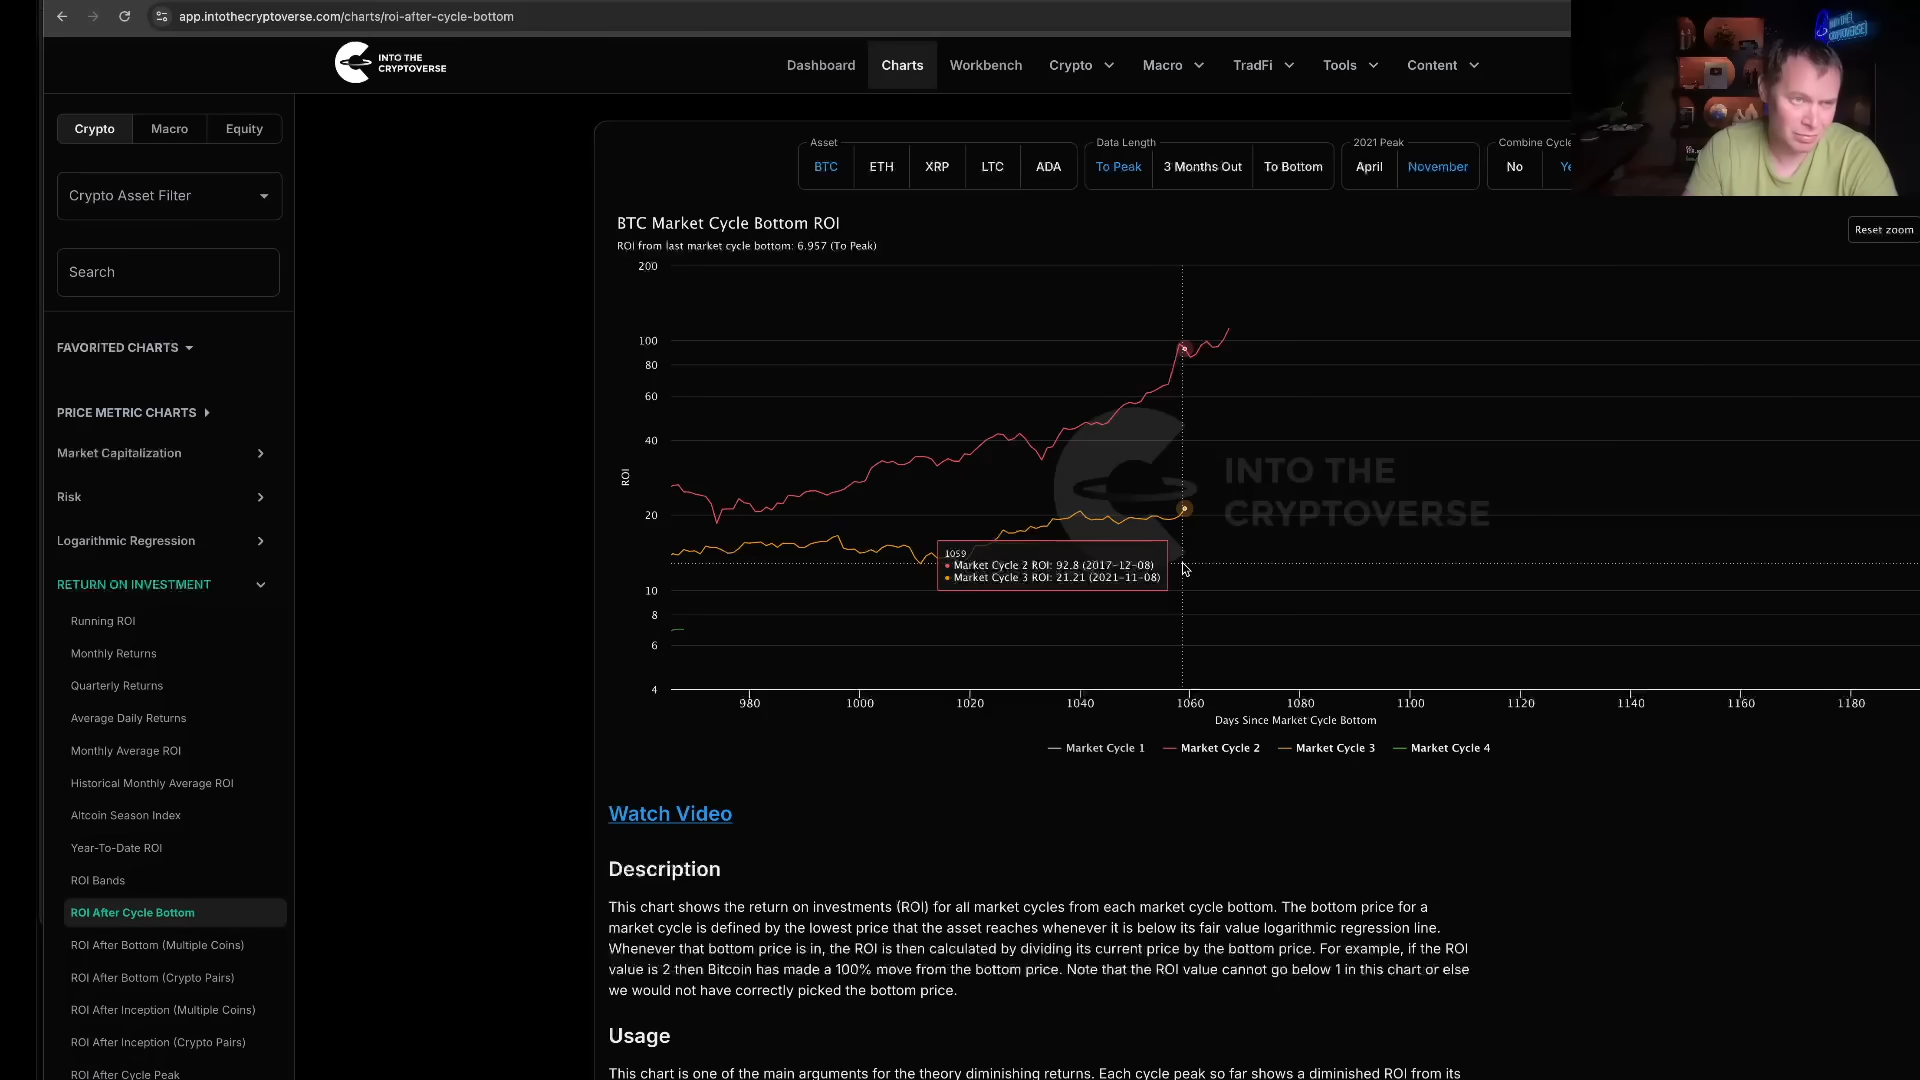 app.intothecryptoverse.com/charts/roi-after-cycle-bottom
INTO THE
CRYPTOVERSE
Dashboard
Charts
Workbench
Crypto
Macro
TradFi
Tools
Content
Crypto
Macro
Equity
Crypto Asset Filter
Search
FAVORITED CHARTS
PRICE METRIC CHARTS
Market Capitalization
Risk
Logarithmic Regression
RETURN ON INVESTMENT
Running ROI
Monthly Returns
Quarterly Returns
Average Daily Returns
Monthly Average ROI
Historical Monthly Average ROI
Altcoin Season Index
Year-To-Date ROI
ROI Bands
ROI After Cycle Bottom
ROI After Bottom (Multiple Coins)
ROI After Bottom (Crypto Pairs)
ROI After Inception (Multiple Coins)
ROI After Inception (Crypto Pairs)
ROI After Cycle Peak
Asset
BTC
ETH
XRP
LTC
ADA
Data Length
To Peak
3 Months Out
To Bottom
2021 Peak
April
November
Combine Cycle
No
Ye
BTC Market Cycle Bottom ROI
ROI from last market cycle bottom: 6.957 (To Peak)
Reset zoom
200
100
80
60
40
20
10
8
6
4
ROI
INTO THE
CRYPTOVERSE
1059
Market Cycle 2 ROI: 92.8 (2017-12-08)
Market Cycle 3 ROI: 21.21 (2021-11-08)
980
1000
1020
1040
1060
1080
1100
1120
1140
1160
1180
Days Since Market Cycle Bottom
Market Cycle 1
Market Cycle 2
Market Cycle 3
Market Cycle 4
Watch Video
Description
This chart shows the return on investments (ROI) for all market cycles from each market cycle bottom. The bottom price for a
market cycle is defined by the lowest price that the asset reaches whenever it is below its fair value logarithmic regression line.
Whenever that bottom price is in, the ROI is then calculated by dividing its current price by the bottom price. For example, if the ROI
value is 2 then Bitcoin has made a 100% move from the bottom price. Note that the ROI value cannot go below 1 in this chart or else
we would not have correctly picked the bottom price.
Usage
This chart is one of the main arguments for the theory diminishing returns. Each cycle peak so far shows a diminished ROI from its